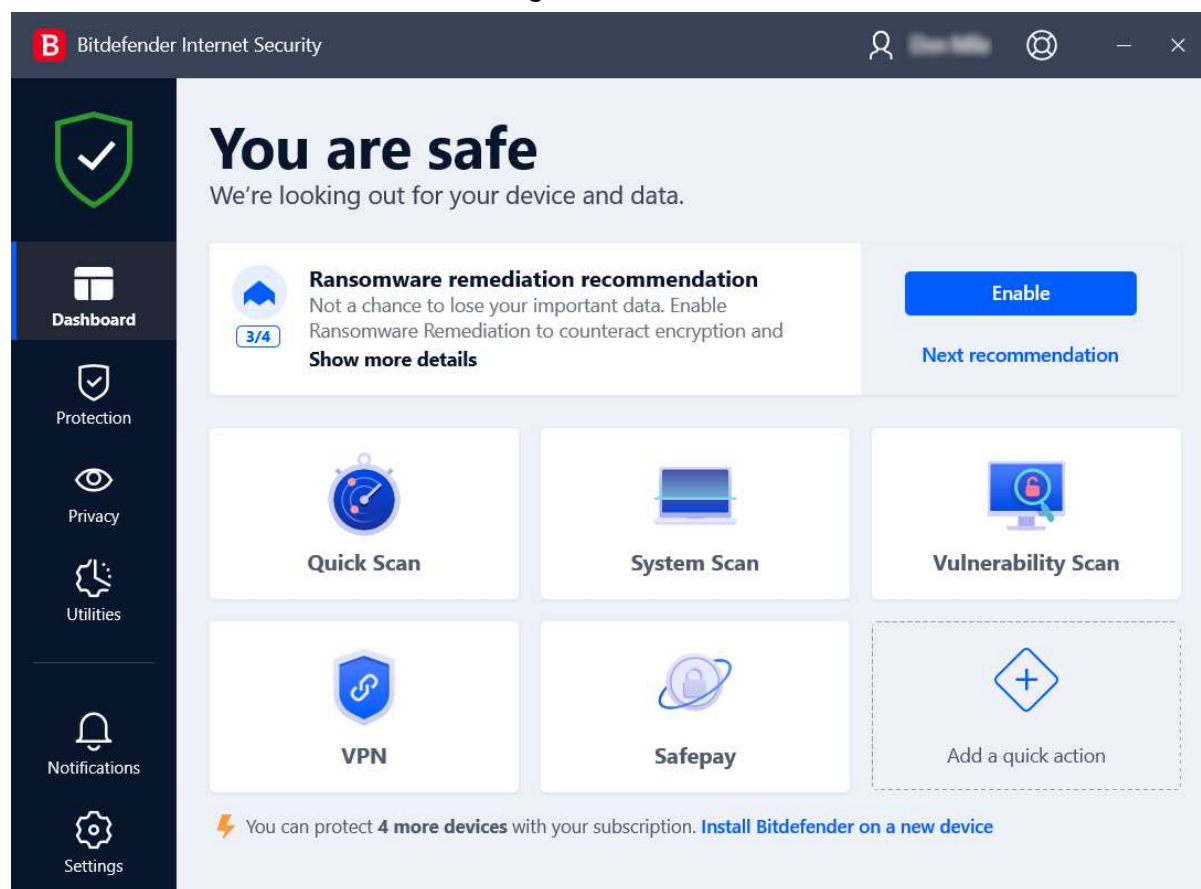 B Bitdefender Internet Security
You are safe
We're looking out for your device and data.
Dashboard
Protection
Privacy
Utilities
Notifications
Settings
Ransomware remediation recommendation
Not a chance to lose your important data. Enable
Ransomware Remediation to counteract encryption and
Show more details
3/4
Enable
Next recommendation
Quick Scan
System Scan
Vulnerability Scan
VPN
Safepay
Add a quick action
You can protect 4 more devices with your subscription. Install Bitdefender on a new device